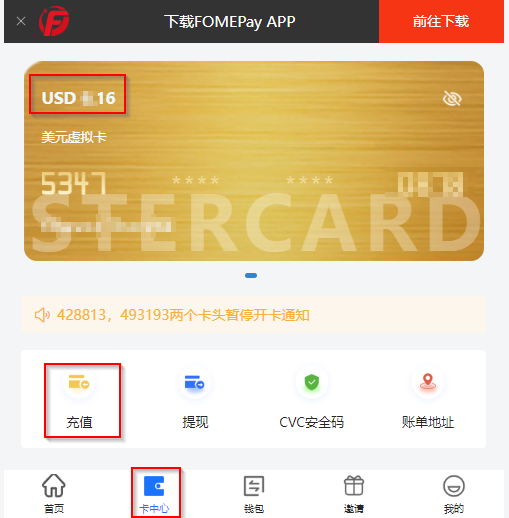 下载FOMEPay APP
前往下载
USD .16
美元虚拟卡
5347 **** ****
STERCARD
428813，493193两个卡头暂停开卡通知
充值
提现
CVC安全码
账单地址
首页
卡中心
钱包
邀请
我的